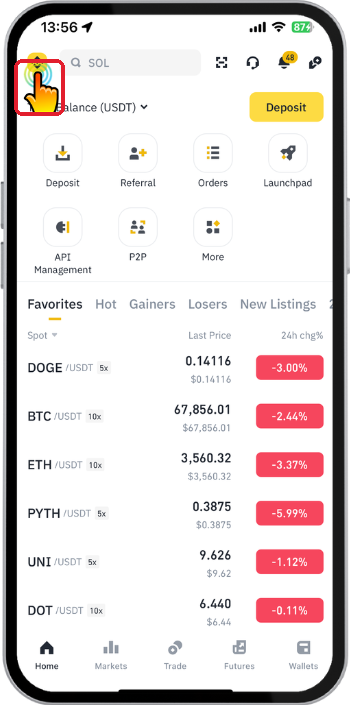 13:56 87
SOL 48
Balance (USDT) Deposit
Deposit Referral Orders Launchpad
API Management P2P More
Favorites Hot Gainers Losers New Listings
Spot Last Price 24h chg%
DOGE /USDT 5x 0.14116 -3.00%
$0.14116
BTC /USDT 10x 67,856.01 -2.44%
$67,856.01
ETH /USDT 10x 3,560.32 -3.37%
$3,560.32
PYTH /USDT 5x 0.3875 -5.99%
$0.3875
UNI /USDT 5x 9.626 -1.12%
$9.62
DOT /USDT 10x 6.440 -0.11%
$6.44
Home Markets Trade Futures Wallets